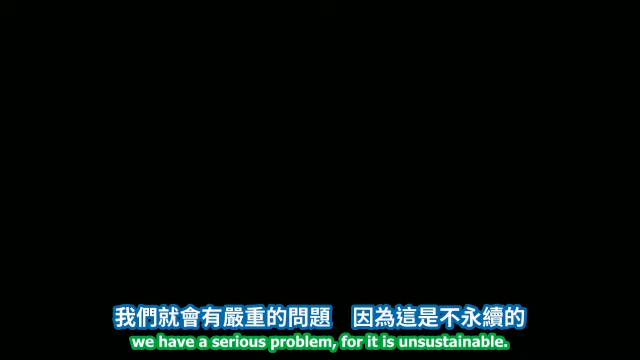 我們就會有嚴重的問題　因為這是不永續的
we have a serious problem, for it is unsustainable.